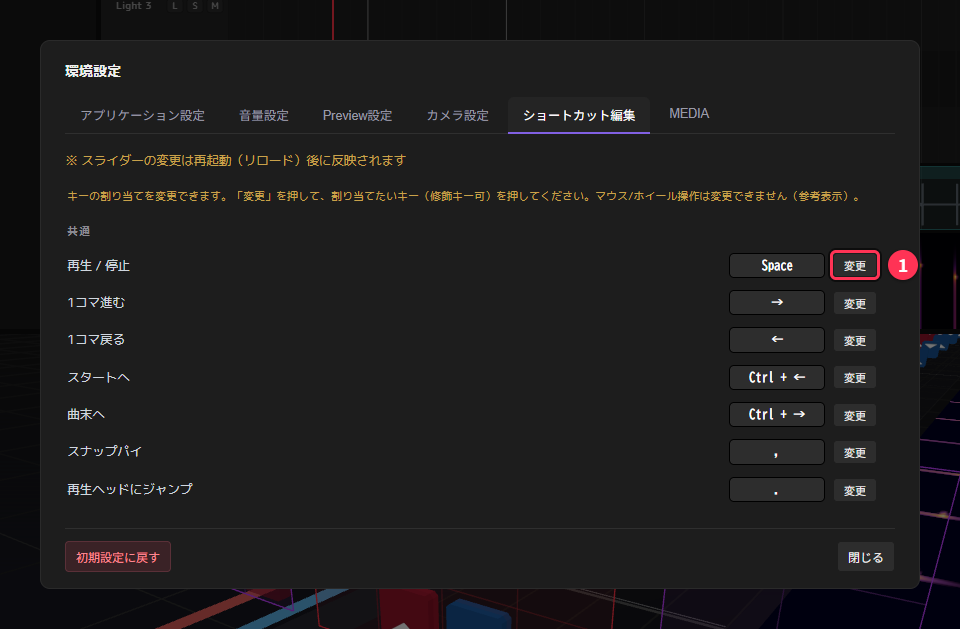 Light 3 L S M
環境設定
アプリケーション設定 音量設定 Preview設定 カメラ設定 ショートカット編集 MEDIA
※ スライダーの変更は再起動（リロード）後に反映されます
キーの割り当てを変更できます。「変更」を押して、割り当てたいキー（修飾キー可）を押してください。マウス/ホイール操作は変更できません（参考表示）。
共通
再生 / 停止 Space 変更 1
1コマ進む → 変更
1コマ戻る ← 変更
スタートへ Ctrl + ← 変更
曲末へ Ctrl + → 変更
スナップパイ , 変更
再生ヘッドにジャンプ . 変更
初期設定に戻す 閉じる